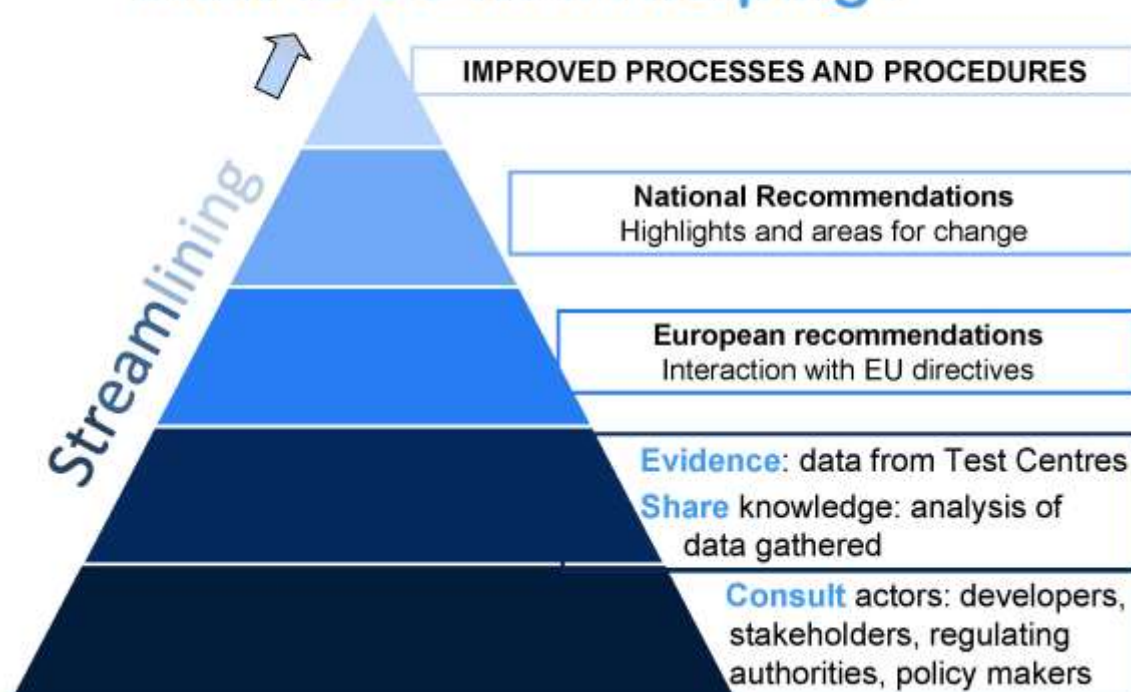 IMPROVED PROCESSES AND PROCEDURES
National Recommendations
Highlights and areas for change
Streamlining
European recommendations
Interaction with EU directives
Evidence: data from Test Centres
Share knowledge: analysis of
data gathered
Consult actors: developers,
stakeholders, regulating
authorities, policy makers